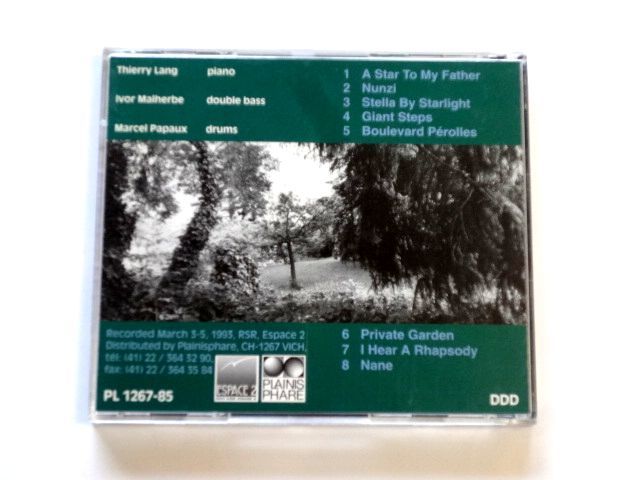 Thierry Lang piano
Ivor Malherbe double bass
Marcel Papaux drums
1 A Star To My Father
2 Nunzi
3 Stella By Starlight
4 Giant Steps
5 Boulevard Pérolles
6 Private Garden
7 I Hear A Rhapsody
8 Nane
Recorded March 3-5, 1993, RSR, Espace 2
Distributed by Plainisphare, CH-1267 VICH,
tél: (41) 22 / 364 32 90,
fax: (41) 22 / 364 35 84
ESPACE 2
PLAINIS
PHARE
PL 1267-85
DDD